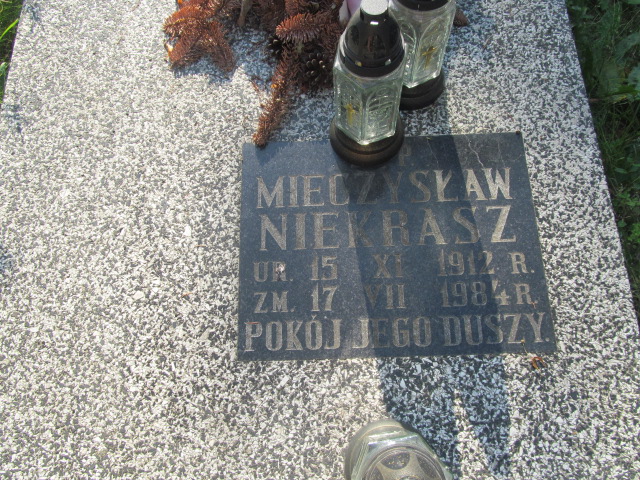 MIECZYSŁAW
NIEKRASZ
UR. 15 XI 1912 R.
ZM. 17 VII 1984 R.
POKÓJ JEGO DUSZY.